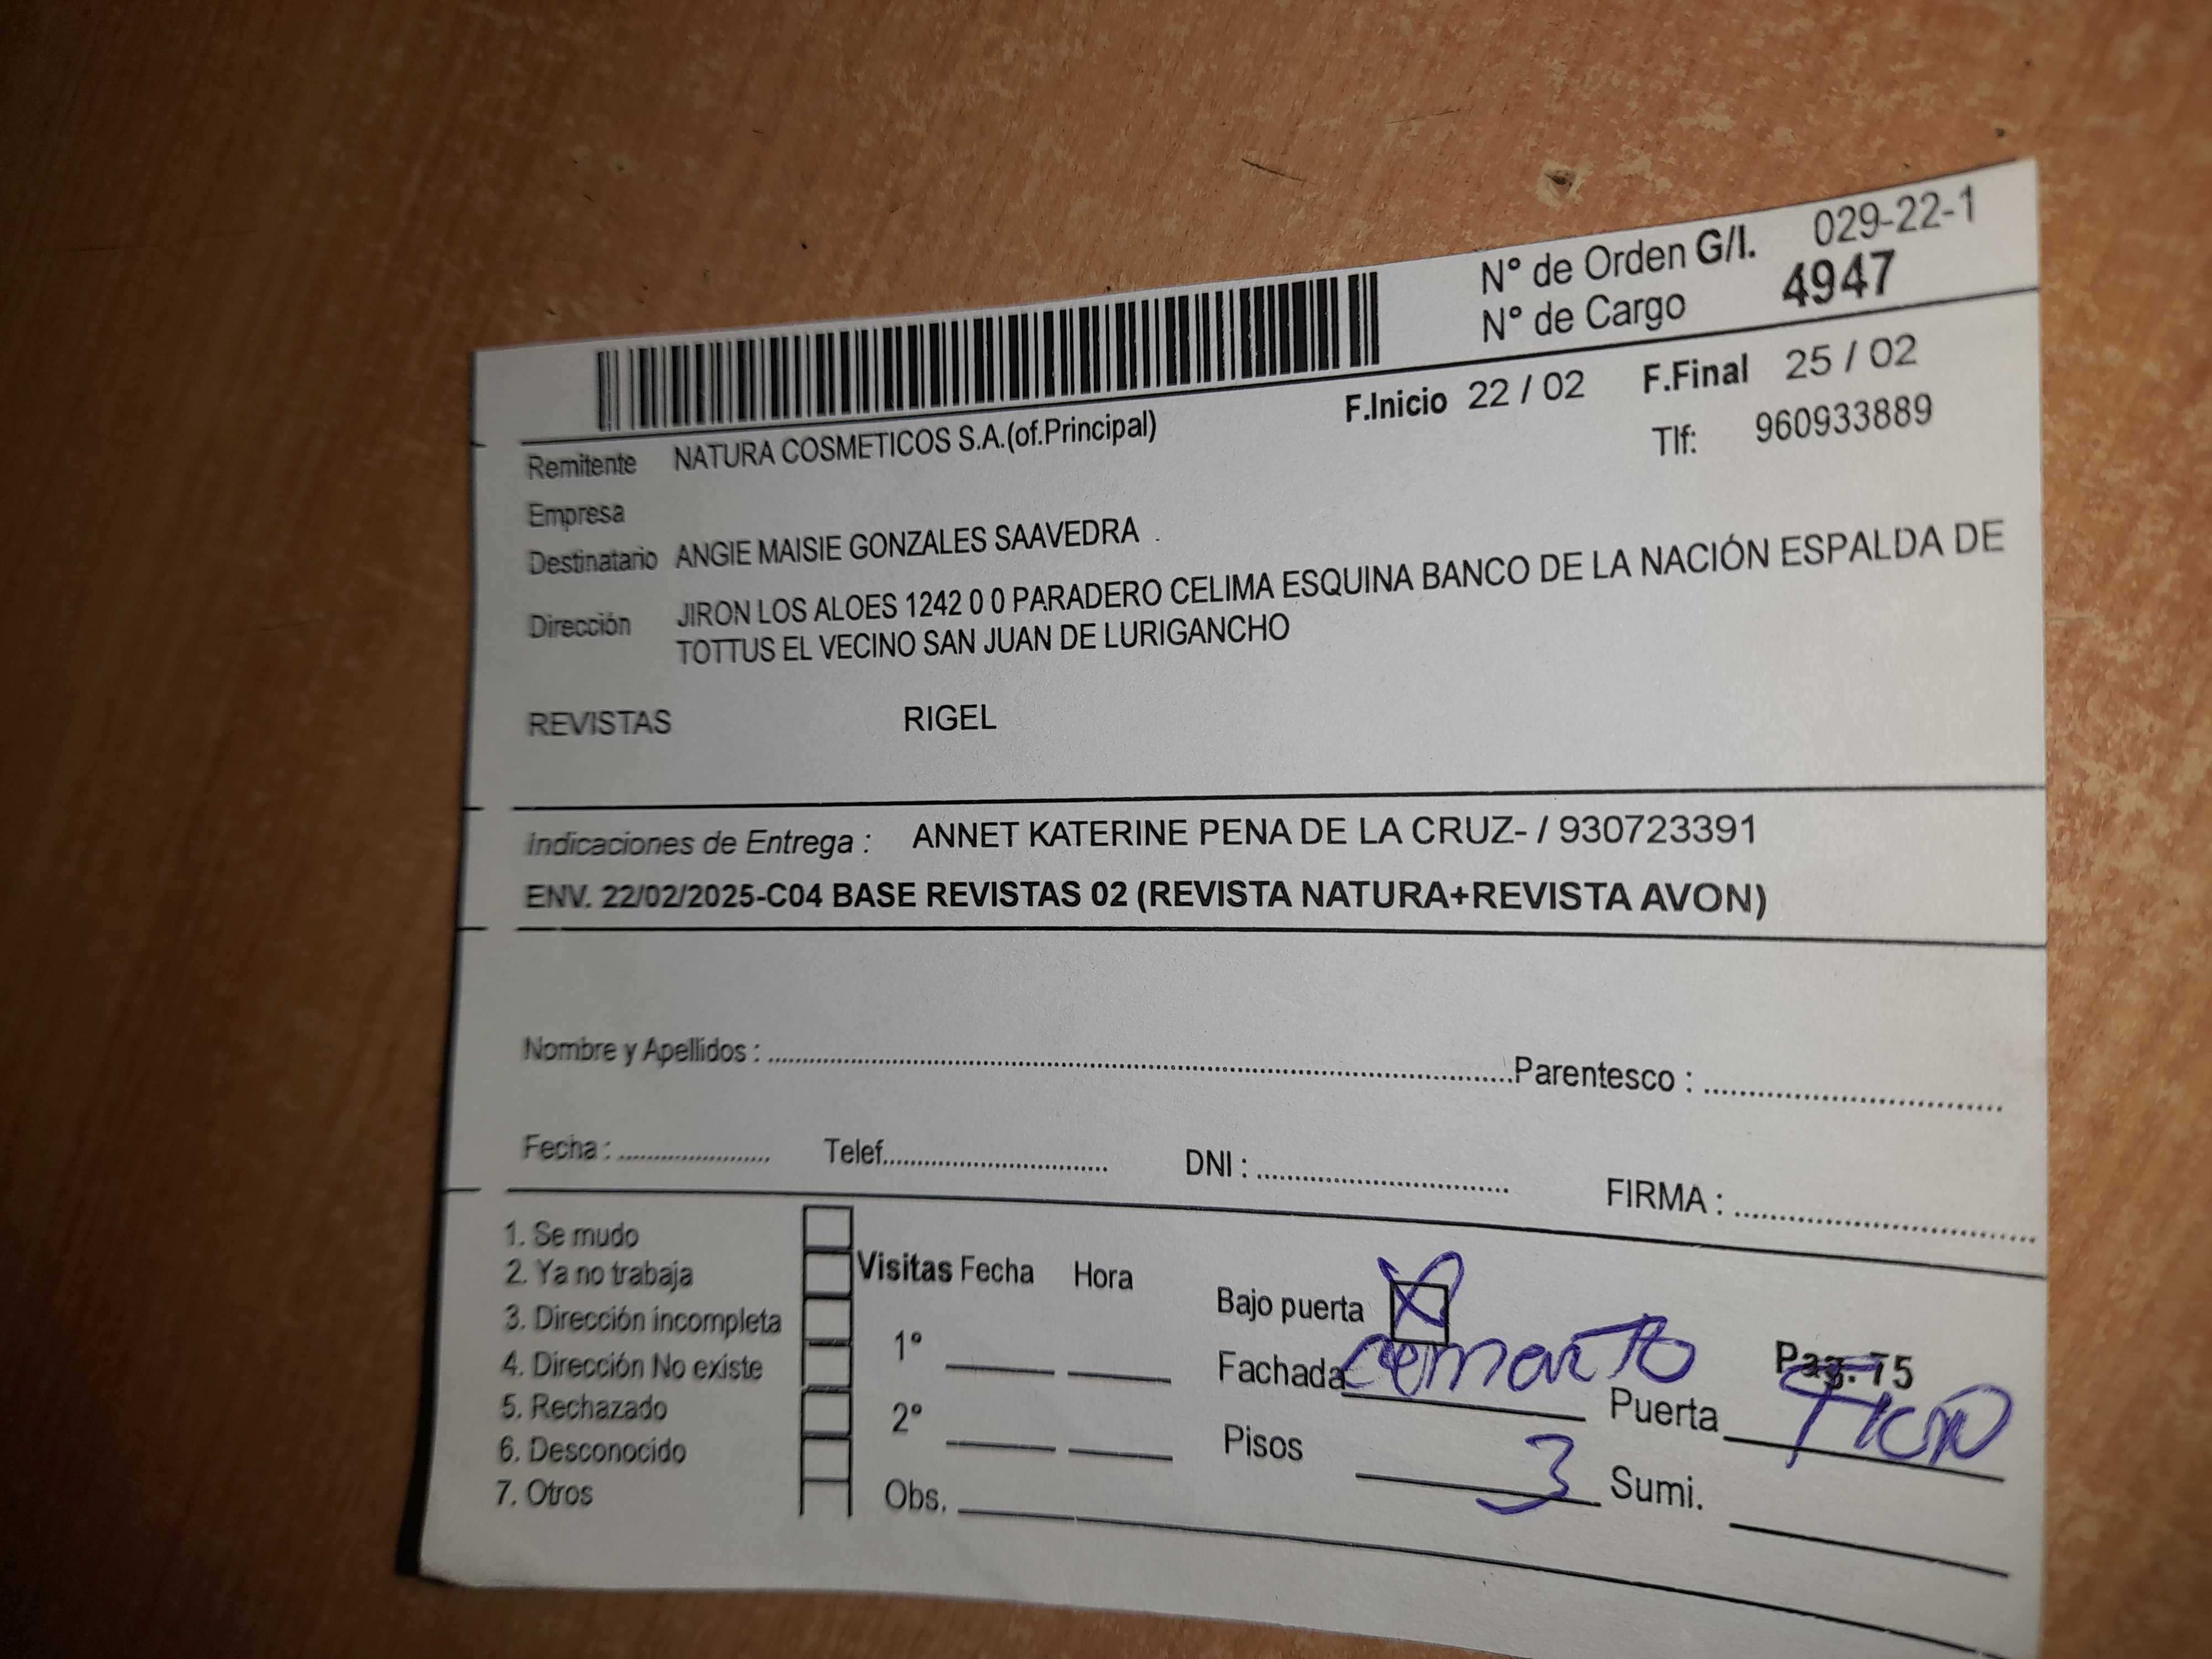 N° de Orden G/I. 029-22-1
N° de Cargo 4947
F.Inicio 22 / 02 F.Final 25 / 02
Remitente NATURA COSMETICOS S.A.(of.Principal) Tlf: 960933889
Empresa
Destinatario ANGIE MAISIE GONZALES SAAVEDRA .
Dirección JIRON LOS ALOES 1242 0 0 PARADERO CELIMA ESQUINA BANCO DE LA NACIÓN ESPALDA DE
TOTTUS EL VECINO SAN JUAN DE LURIGANCHO
REVISTAS RIGEL
Indicaciones de Entrega : ANNET KATERINE PENA DE LA CRUZ- / 930723391
ENV. 22/02/2025-C04 BASE REVISTAS 02 (REVISTA NATURA+REVISTA AVON)
Nombre y Apellidos : Parentesco :
Fecha : Telef. DNI : FIRMA :
1. Se mudo
2. Ya no trabaja
3. Dirección incompleta
4. Dirección No existe
5. Rechazado
6. Desconocido
7. Otros
Visitas Fecha Hora
1°
2°
Obs.
Bajo puerta X
Fachada
Pisos 3
Pag. 75
Puerta
Sumi.